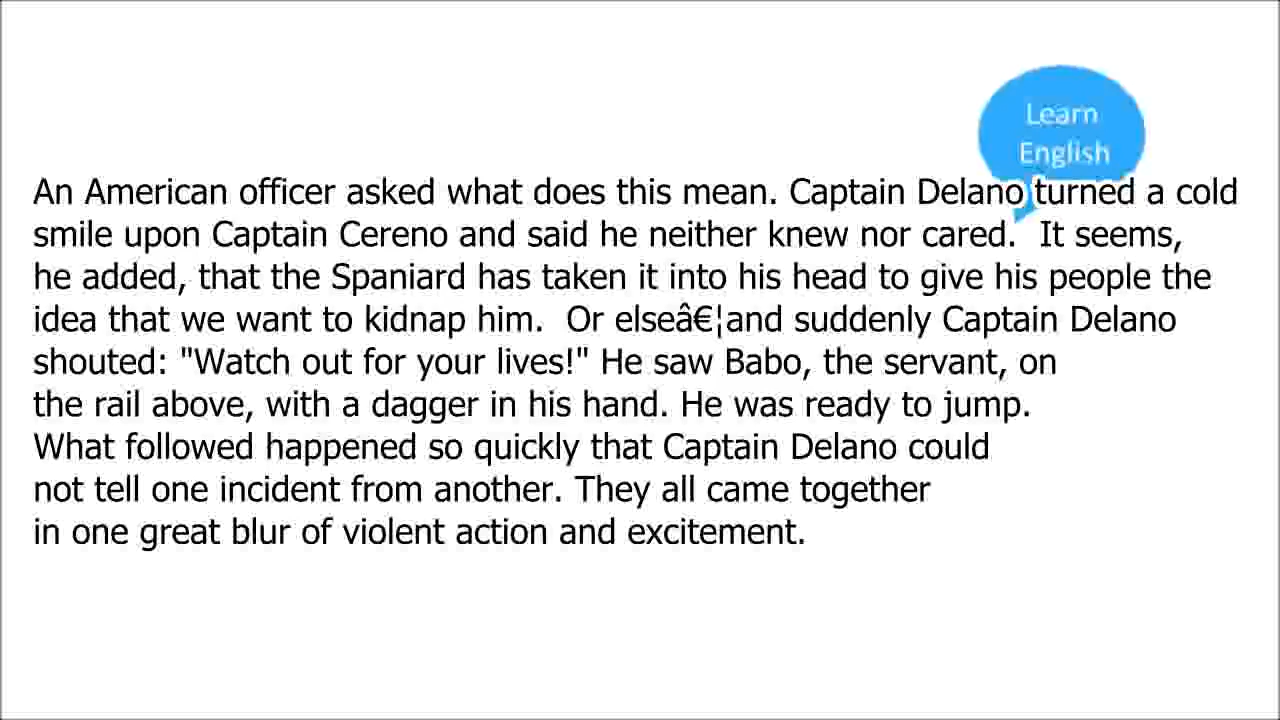 Learn
English
An American officer asked what does this mean. Captain Delano turned a cold
smile upon Captain Cereno and said he neither knew nor cared.  It seems,
he added, that the Spaniard has taken it into his head to give his people the
idea that we want to kidnap him.  Or elseâ€¦and suddenly Captain Delano
shouted: "Watch out for your lives!" He saw Babo, the servant, on
the rail above, with a dagger in his hand. He was ready to jump.
What followed happened so quickly that Captain Delano could
not tell one incident from another. They all came together
in one great blur of violent action and excitement.